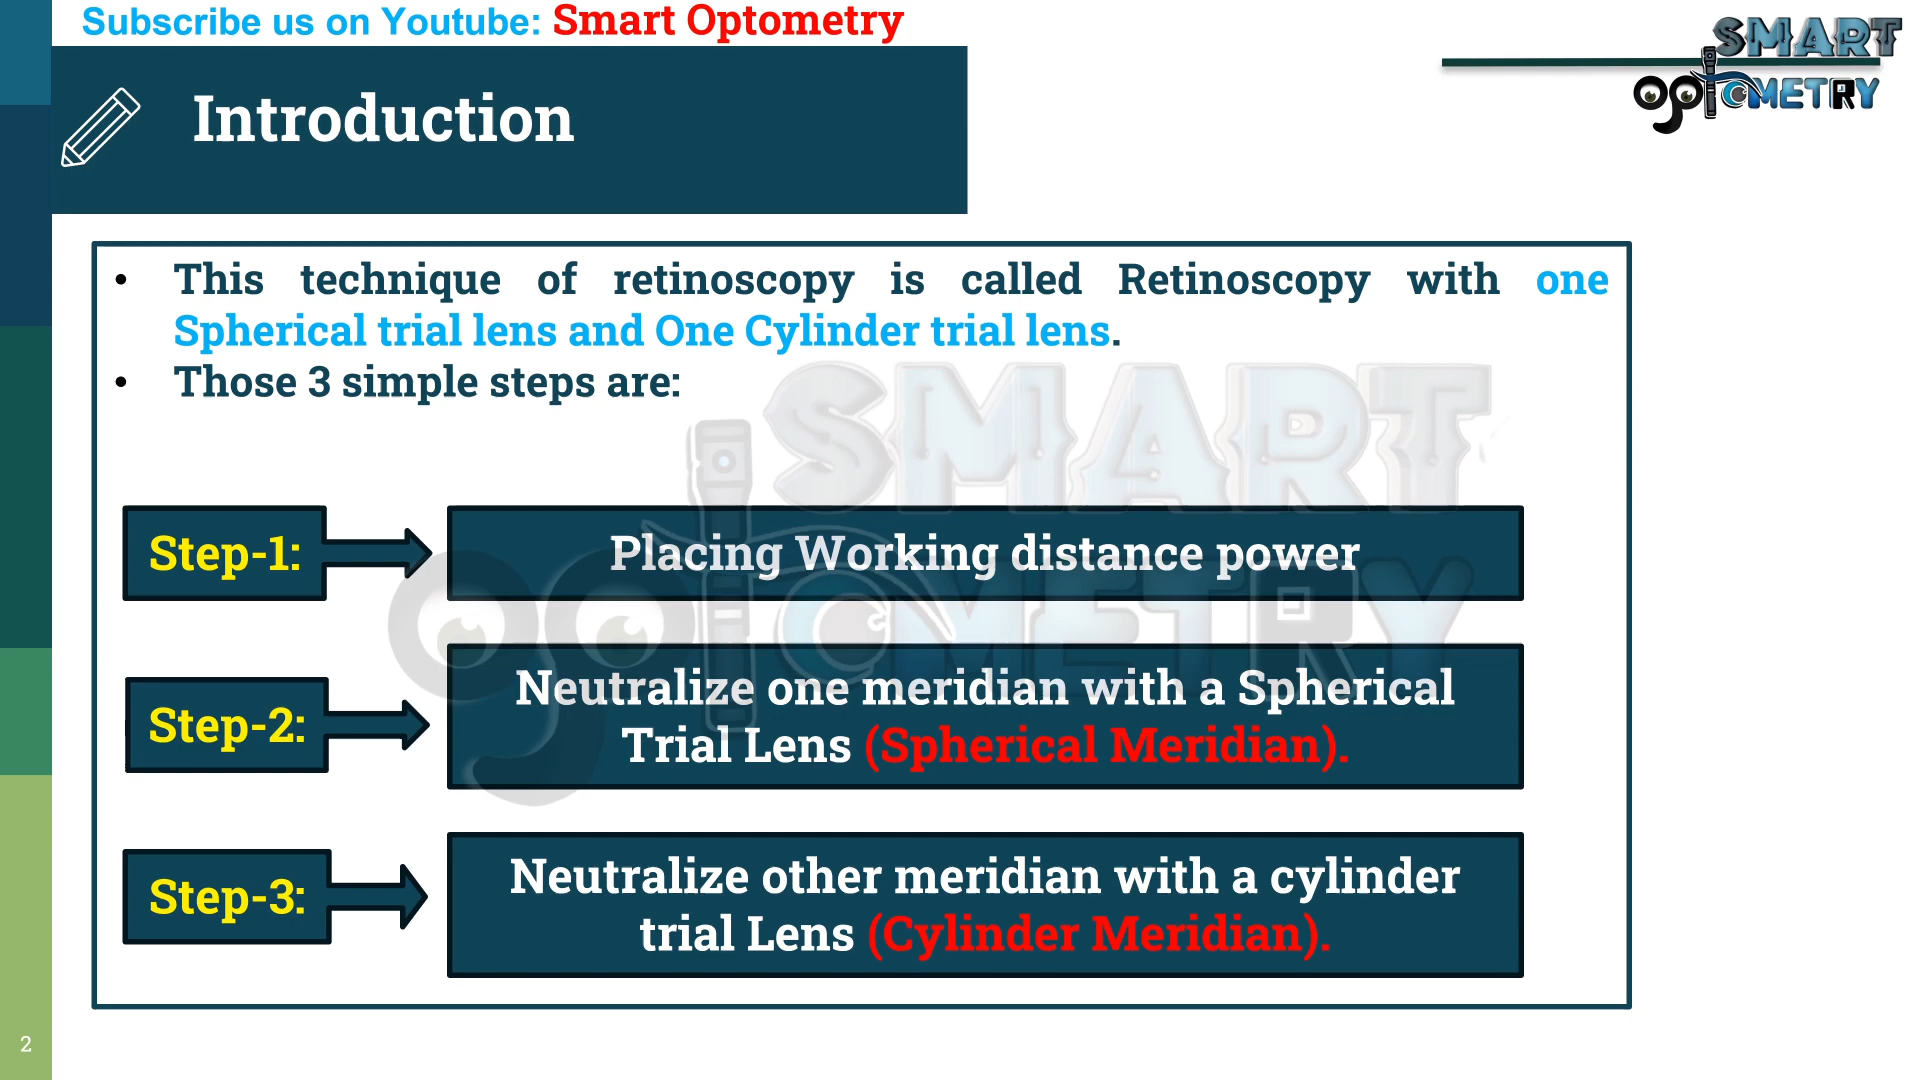 Subscribe us on Youtube: Smart Optometry
SMART
OPTOMETRY
Introduction
• This technique of retinoscopy is called Retinoscopy with one
Spherical trial lens and One Cylinder trial lens.
• Those 3 simple steps are:
SMART
OPTOMETRY
Step-1:
Placing Working distance power
Step-2:
Neutralize one meridian with a Spherical
Trial Lens (Spherical Meridian).
Step-3:
Neutralize other meridian with a cylinder
trial Lens (Cylinder Meridian).
2